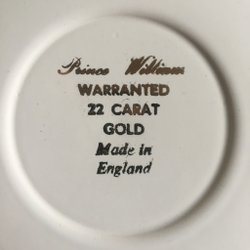 Prince William
WARRANTED
22 CARAT
GOLD
Made in
England